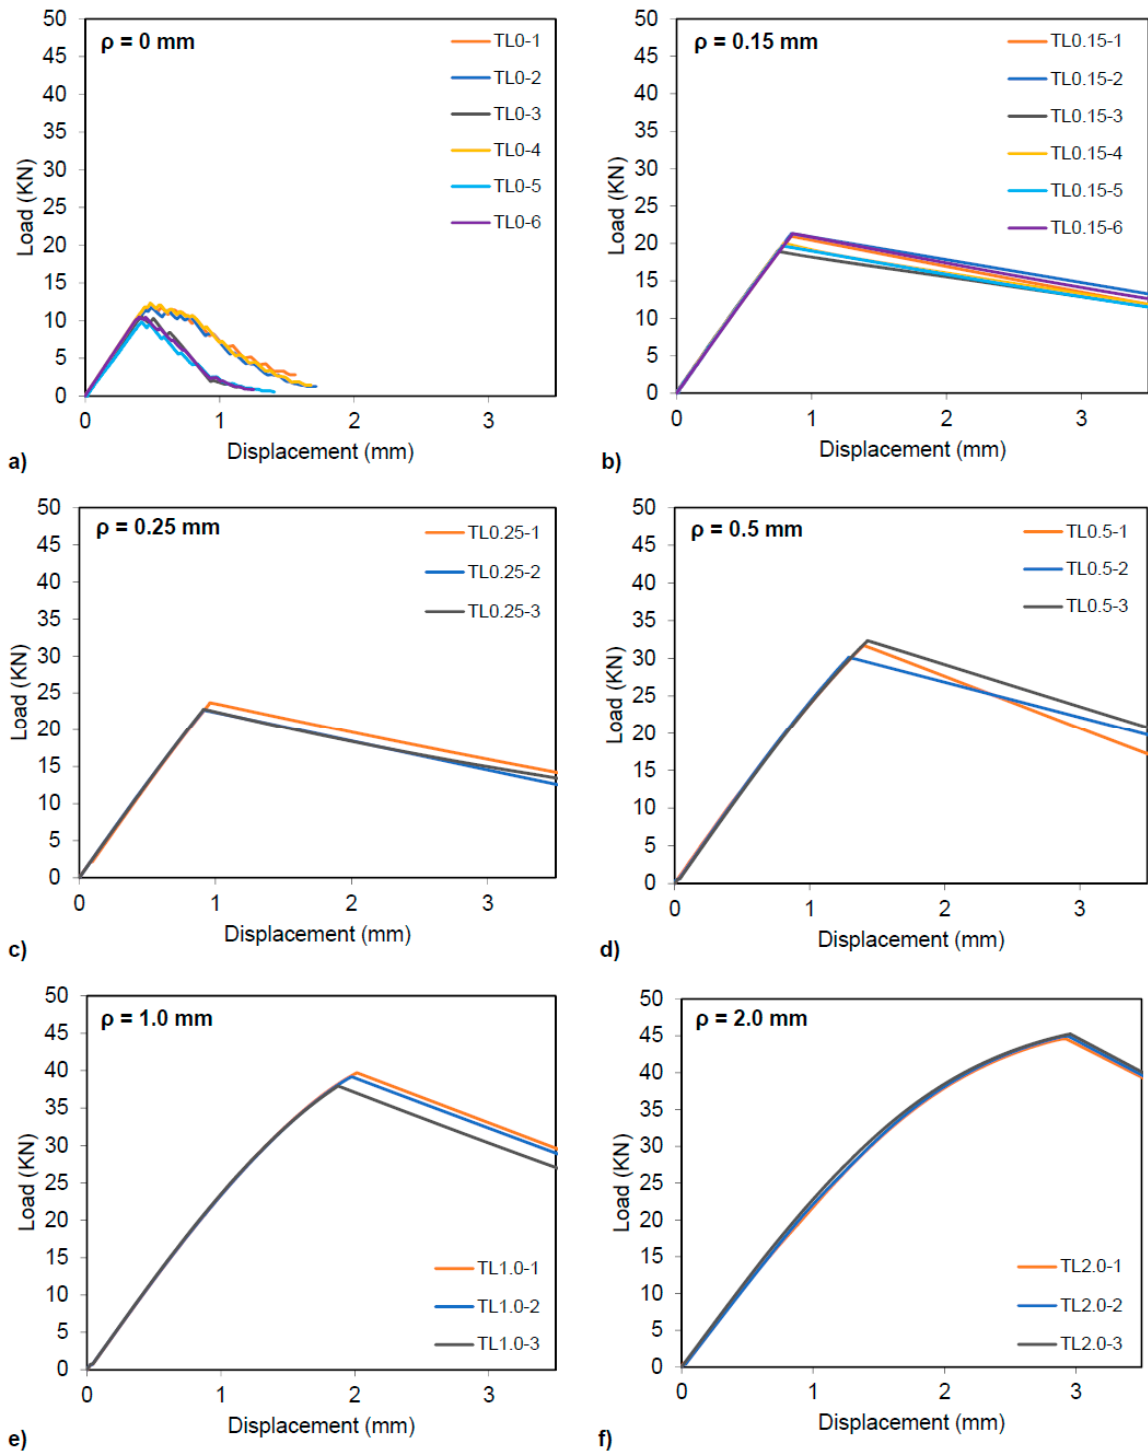 ρ = 0 mm
TL0-1
TL0-2
TL0-3
TL0-4
TL0-5
TL0-6
50
45
40
35
30
25
20
15
10
5
0
Load (KN)
0 1 2 3
Displacement (mm)
a)
ρ = 0.15 mm
TL0.15-1
TL0.15-2
TL0.15-3
TL0.15-4
TL0.15-5
TL0.15-6
50
45
40
35
30
25
20
15
10
5
0
Load (KN)
0 1 2 3
Displacement (mm)
b)
ρ = 0.25 mm
TL0.25-1
TL0.25-2
TL0.25-3
50
45
40
35
30
25
20
15
10
5
0
Load (KN)
0 1 2 3
Displacement (mm)
c)
ρ = 0.5 mm
TL0.5-1
TL0.5-2
TL0.5-3
50
45
40
35
30
25
20
15
10
5
0
Load (KN)
0 1 2 3
Displacement (mm)
d)
ρ = 1.0 mm
TL1.0-1
TL1.0-2
TL1.0-3
50
45
40
35
30
25
20
15
10
5
0
Load (KN)
0 1 2 3
Displacement (mm)
e)
ρ = 2.0 mm
TL2.0-1
TL2.0-2
TL2.0-3
50
45
40
35
30
25
20
15
10
5
0
Load (KN)
0 1 2 3
Displacement (mm)
f)